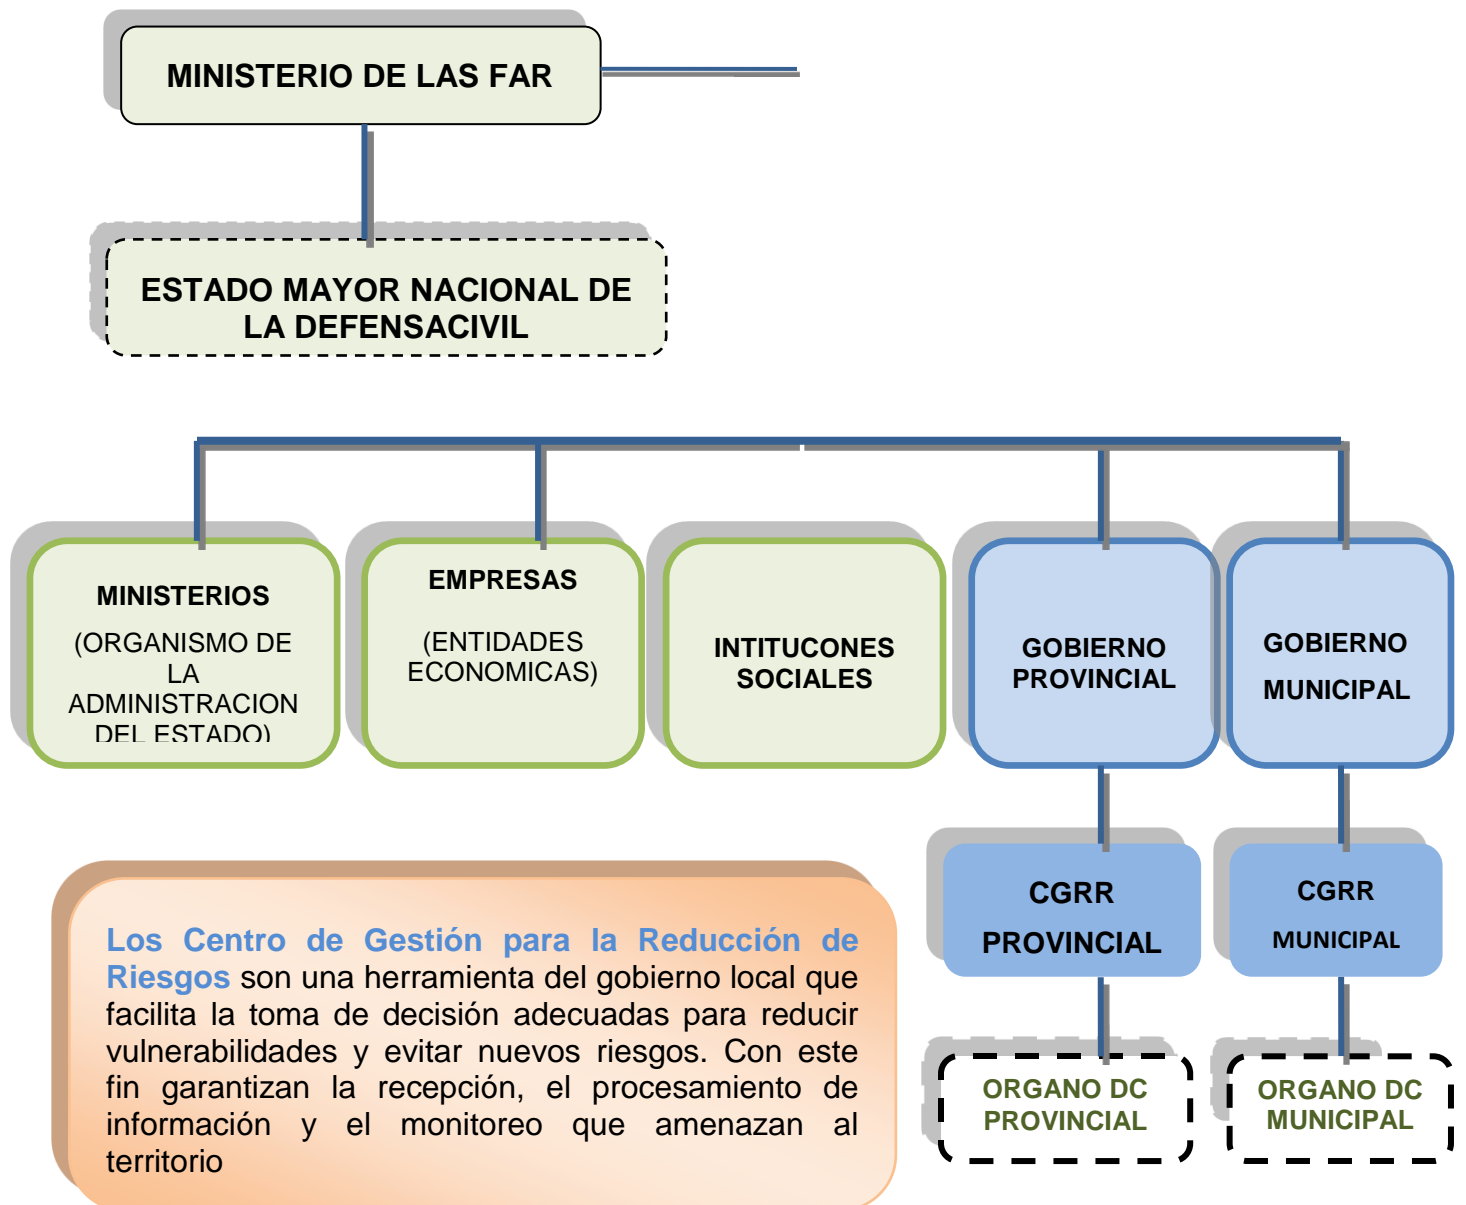 MINISTERIO DE LAS FAR
ESTADO MAYOR NACIONAL DE
LA DEFENSACIVIL
MINISTERIOS
(ORGANISMO DE
LA
ADMINISTRACION
DEL ESTADO)
EMPRESAS
(ENTIDADES
ECONOMICAS)
INTITUCONES
SOCIALES
GOBIERNO
PROVINCIAL
GOBIERNO
MUNICIPAL
CGRR
PROVINCIAL
CGRR
MUNICIPAL
ORGANO DC
PROVINCIAL
ORGANO DC
MUNICIPAL
Los Centro de Gestión para la Reducción de
Riesgos son una herramienta del gobierno local que
facilita la toma de decisión adecuadas para reducir
vulnerabilidades y evitar nuevos riesgos. Con este
fin garantizan la recepción, el procesamiento de
información y el monitoreo que amenazan al
territorio